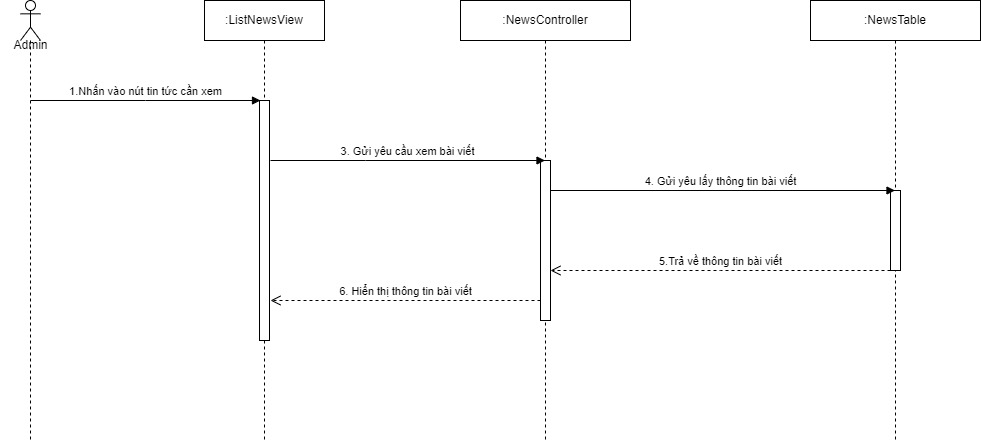 :ListNewsView
:NewsController
:NewsTable
Admin
1.Nhấn vào nút tin tức cần xem
3. Gửi yêu cầu xem bài viết
4. Gửi yêu lấy thông tin bài viết
5.Trả về thông tin bài viết
6. Hiển thị thông tin bài viết